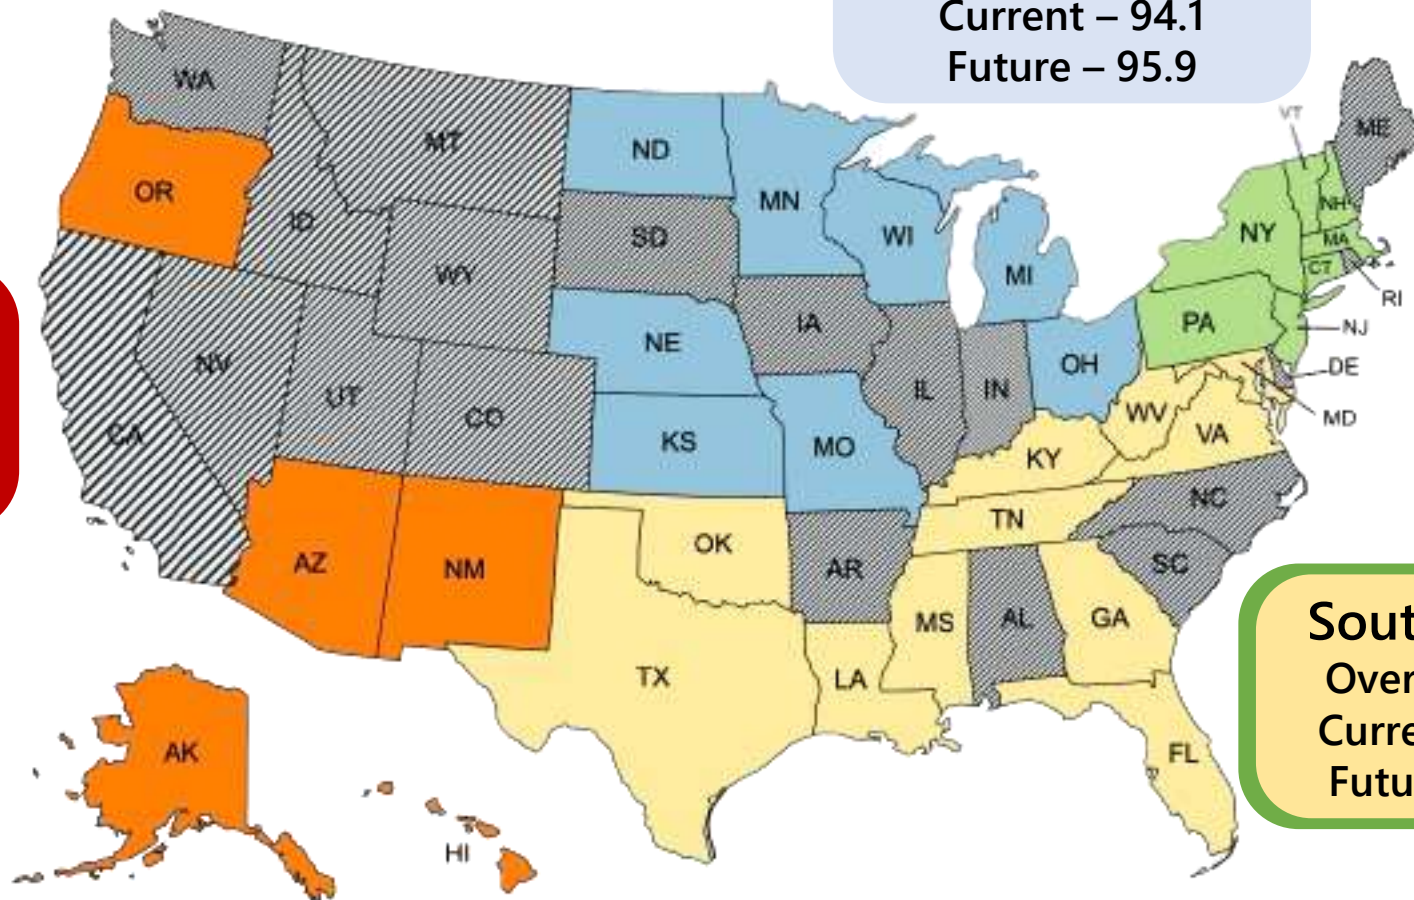 Current – 94.1
Future – 95.9
WA
MT
ND
MN
VT
ME
OR
ID
SD
WI
NH
NY
MA
WY
MI
CT
RI
IA
NE
PA
NJ
NV
UT
CO
IL
IN
OH
DE
CA
KS
MO
WV
VA
MD
KY
NC
TN
AZ
NM
OK
AR
SC
MS
AL
GA
TX
LA
Sout
Over
Curre
Futu
AK
FL
HI